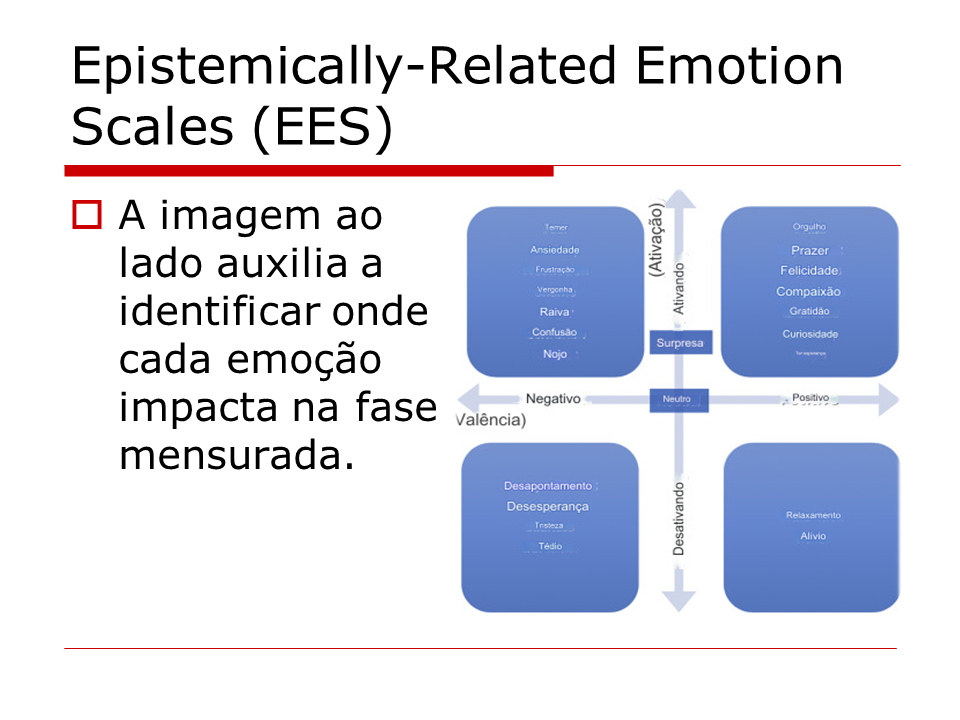 Epistemically-Related Emotion
Scales (EES)
A imagem ao
lado auxilia a
identificar onde
cada emoção
impacta na fase
mensurada.
(Ativação)
Ativando
Temer
Ansiedade
Frustração
Vergonha
Raiva
Confusão
Nojo
Orgulho
Prazer
Felicidade
Compaixão
Gratidão
Curiosidade
Ter esperança
Surpresa
Negativo
Neutro
Positivo
Valência)
Desativando
Desapontamento
Desesperança
Tristeza
Tédio
Relaxamento
Alívio